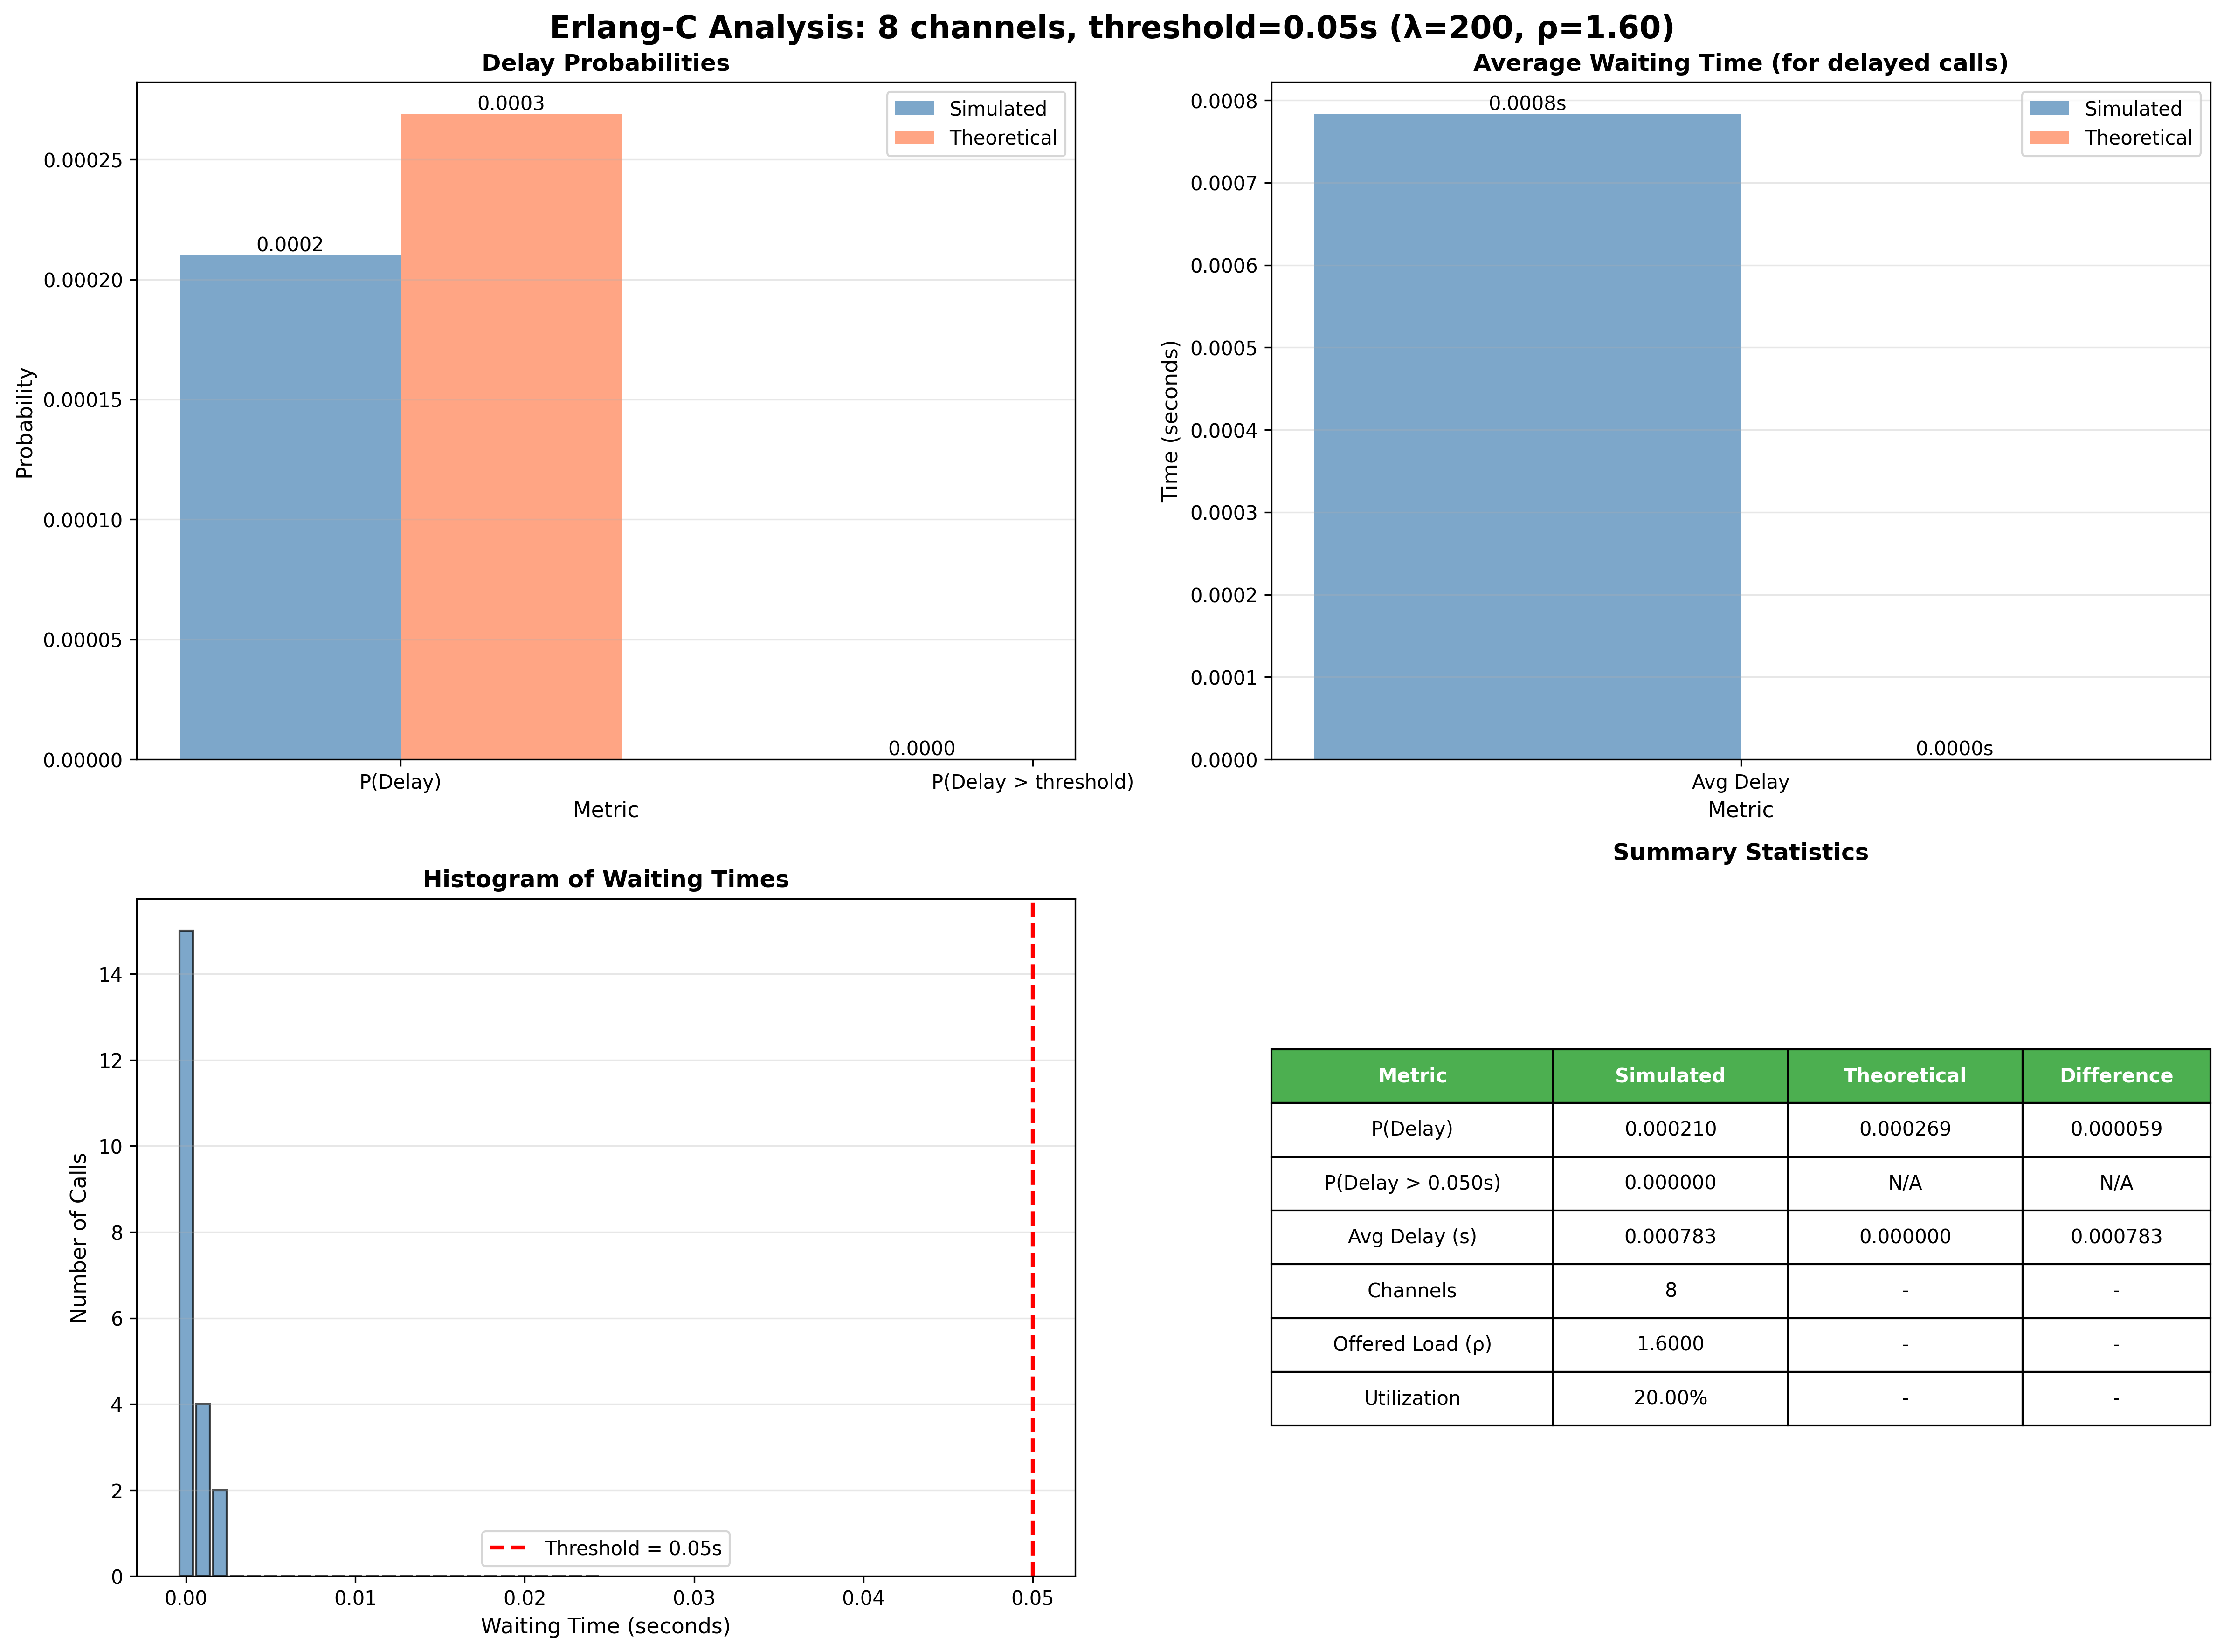 Erlang-C Analysis: 8 channels, threshold=0.05s (λ=200, ρ=1.60)
Delay Probabilities
0.0003
0.0002
0.0000
Simulated
Theoretical
0.00025
0.00020
0.00015
0.00010
0.00005
0.00000
Probability
P(Delay)
P(Delay > threshold)
Metric
Average Waiting Time (for delayed calls)
0.0008s
0.0000s
Simulated
Theoretical
0.0008
0.0007
0.0006
0.0005
0.0004
0.0003
0.0002
0.0001
0.0000
Time (seconds)
Avg Delay
Metric
Histogram of Waiting Times
14
12
10
8
6
4
2
0
Number of Calls
Threshold = 0.05s
0.00 0.01 0.02 0.03 0.04 0.05
Waiting Time (seconds)
Summary Statistics
Metric Simulated Theoretical Difference
P(Delay) 0.000210 0.000269 0.000059
P(Delay > 0.050s) 0.000000 N/A N/A
Avg Delay (s) 0.000783 0.000000 0.000783
Channels 8 - -
Offered Load (ρ) 1.6000 - -
Utilization 20.00% - -